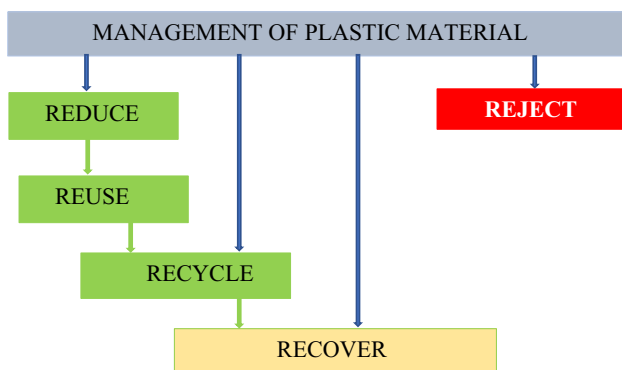 MANAGEMENT OF PLASTIC MATERIAL
REDUCE
REJECT
REUSE
RECYCLE
RECOVER